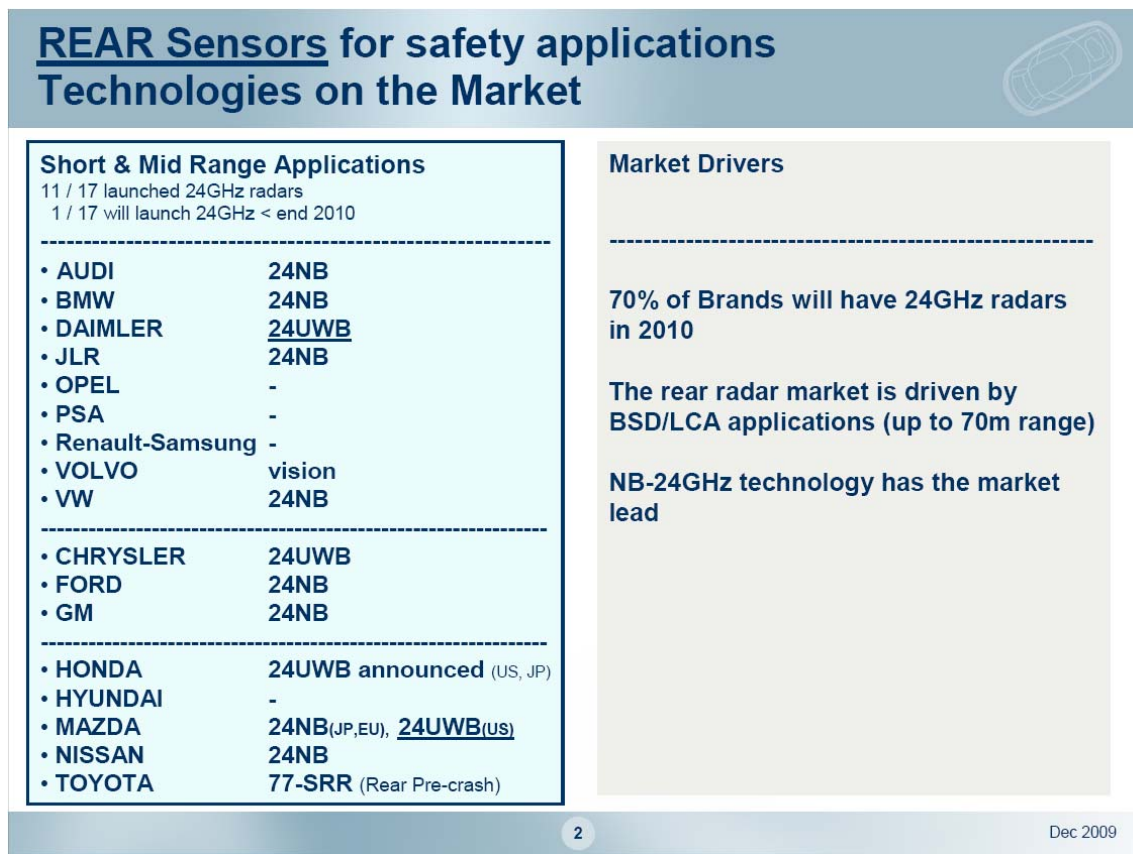 REAR Sensors for safety applications
Technologies on the Market
Short & Mid Range Applications
11 / 17 launched 24GHz radars
1 / 17 will launch 24GHz < end 2010
------------------------------------------------------------
• AUDI 24NB
• BMW 24NB
• DAIMLER 24UWB
• JLR 24NB
• OPEL -
• PSA -
• Renault-Samsung -
• VOLVO vision
• VW 24NB
------------------------------------------------------------
• CHRYSLER 24UWB
• FORD 24NB
• GM 24NB
------------------------------------------------------------
• HONDA 24UWB announced (US, JP)
• HYUNDAI -
• MAZDA 24NB(JP,EU), 24UWB(US)
• NISSAN 24NB
• TOYOTA 77-SRR (Rear Pre-crash)
Market Drivers
------------------------------------------------------------
70% of Brands will have 24GHz radars
in 2010
The rear radar market is driven by
BSD/LCA applications (up to 70m range)
NB-24GHz technology has the market
lead
2
Dec 2009